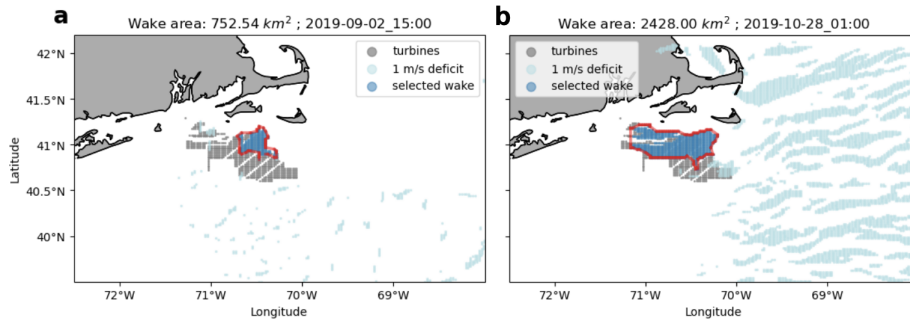 a
Wake area: 752.54 km² ; 2019-09-02_15:00
turbines
1 m/s deficit
selected wake
42°N
41.5°N
41°N
40.5°N
40°N
Latitude
72°W 71°W 70°W 69°W
Longitude
b
Wake area: 2428.00 km² ; 2019-10-28_01:00
turbines
1 m/s deficit
selected wake
72°W 71°W 70°W 69°W
Longitude